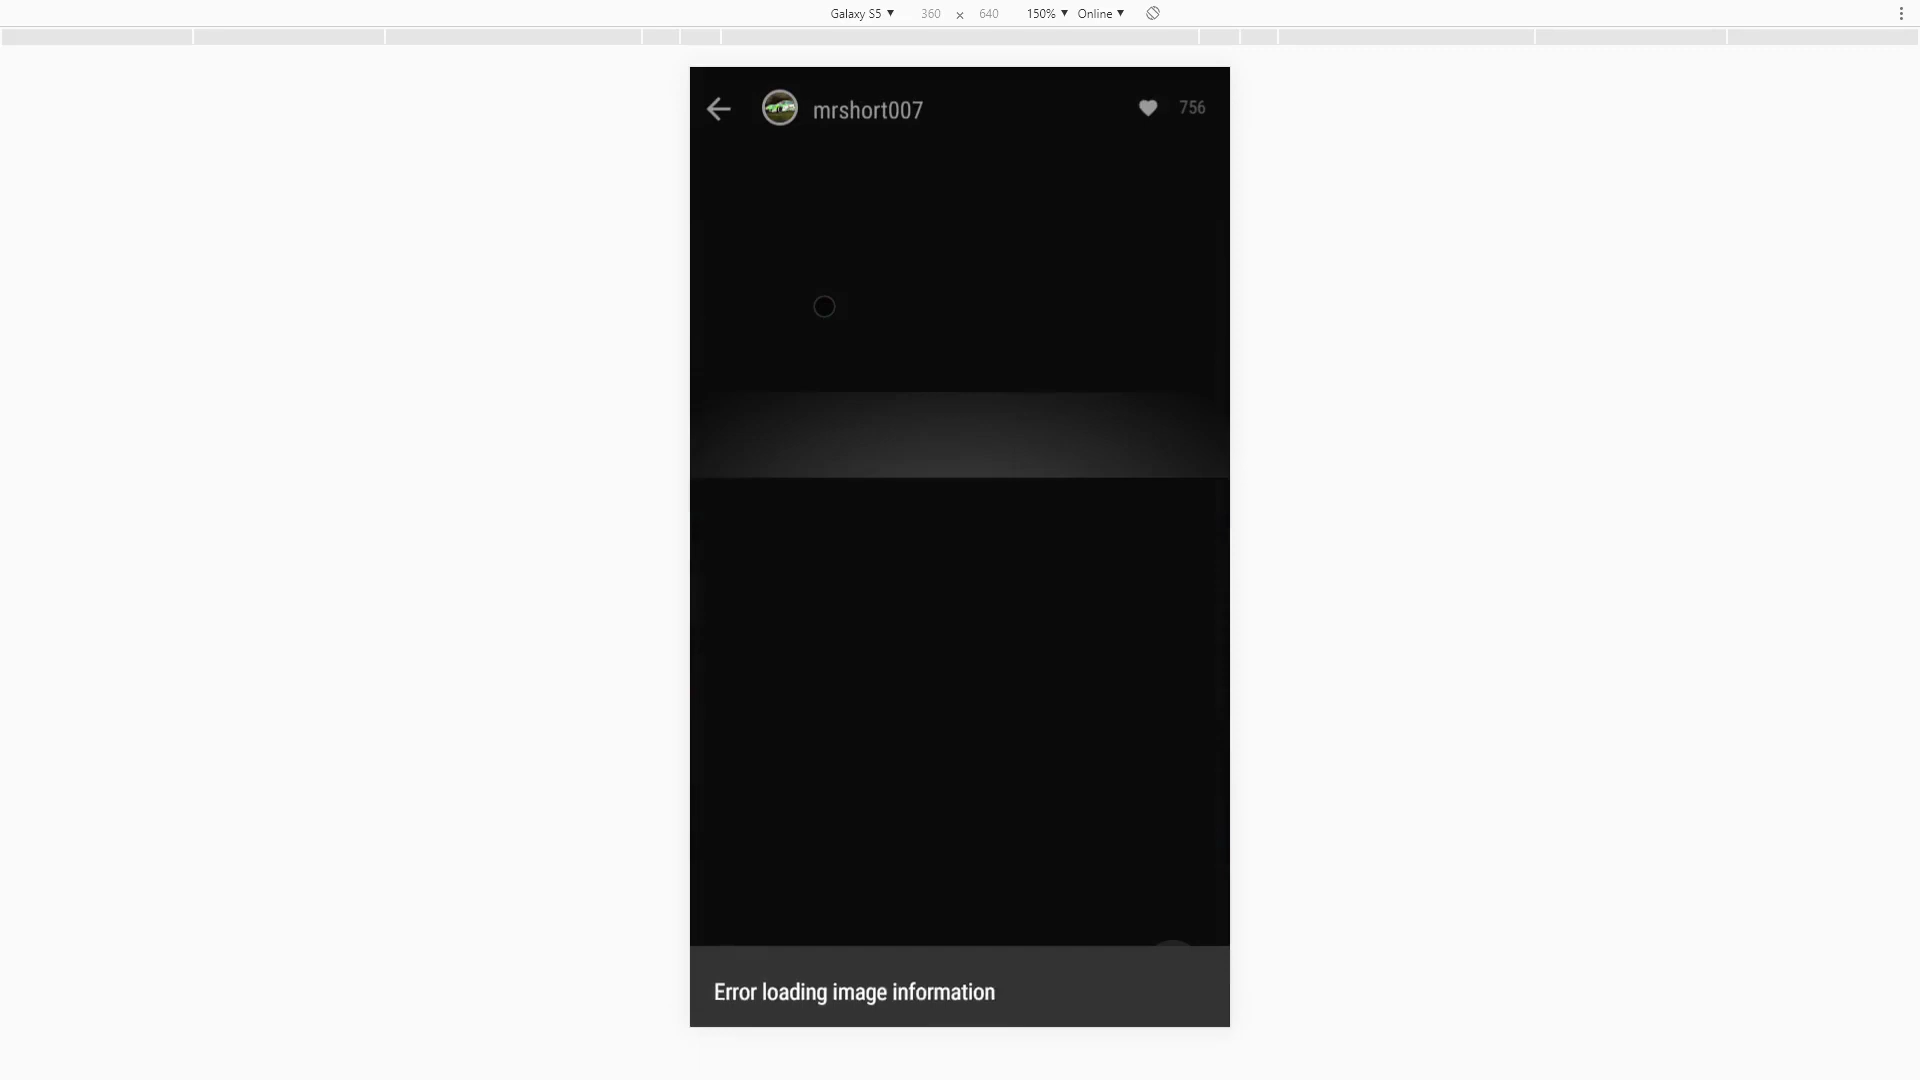 Galaxy S5 ▼ 360 × 640 150% ▼ Online ▼
mrshort007 756
Error loading image information